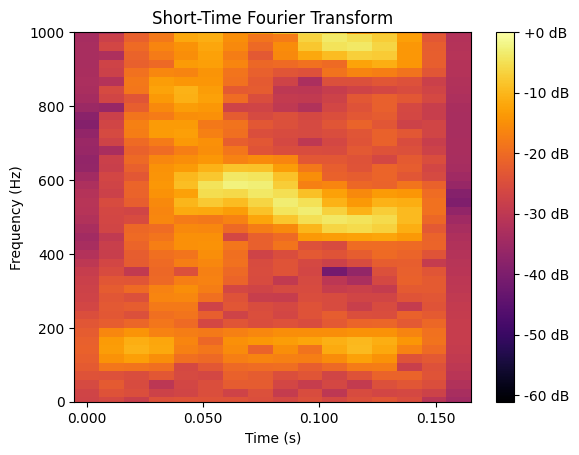 Short-Time Fourier Transform
1000
800
600
400
200
0
Frequency (Hz)
0.000
0.050
0.100
0.150
Time (s)
+0 dB
-10 dB
-20 dB
-30 dB
-40 dB
-50 dB
-60 dB